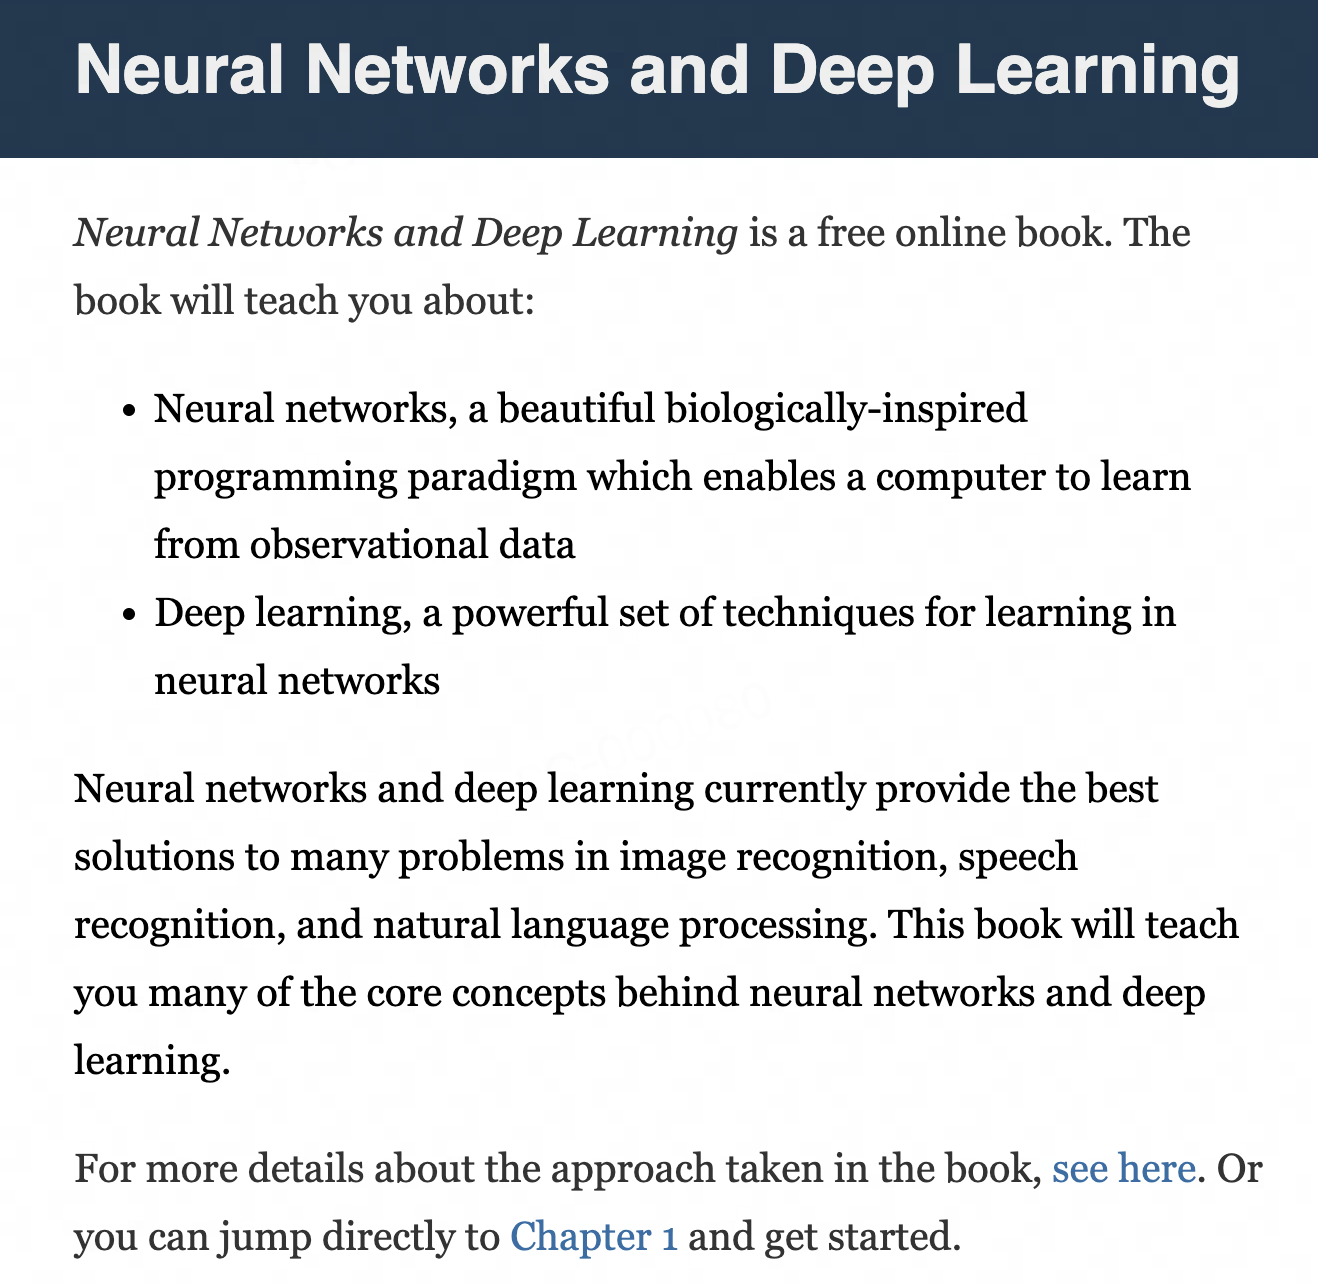 Neural Networks and Deep Learning
Neural Networks and Deep Learning is a free online book. The
book will teach you about:
• Neural networks, a beautiful biologically-inspired
programming paradigm which enables a computer to learn
from observational data
• Deep learning, a powerful set of techniques for learning in
neural networks
Neural networks and deep learning currently provide the best
solutions to many problems in image recognition, speech
recognition, and natural language processing. This book will teach
you many of the core concepts behind neural networks and deep
learning.
For more details about the approach taken in the book, see here. Or
you can jump directly to Chapter 1 and get started.